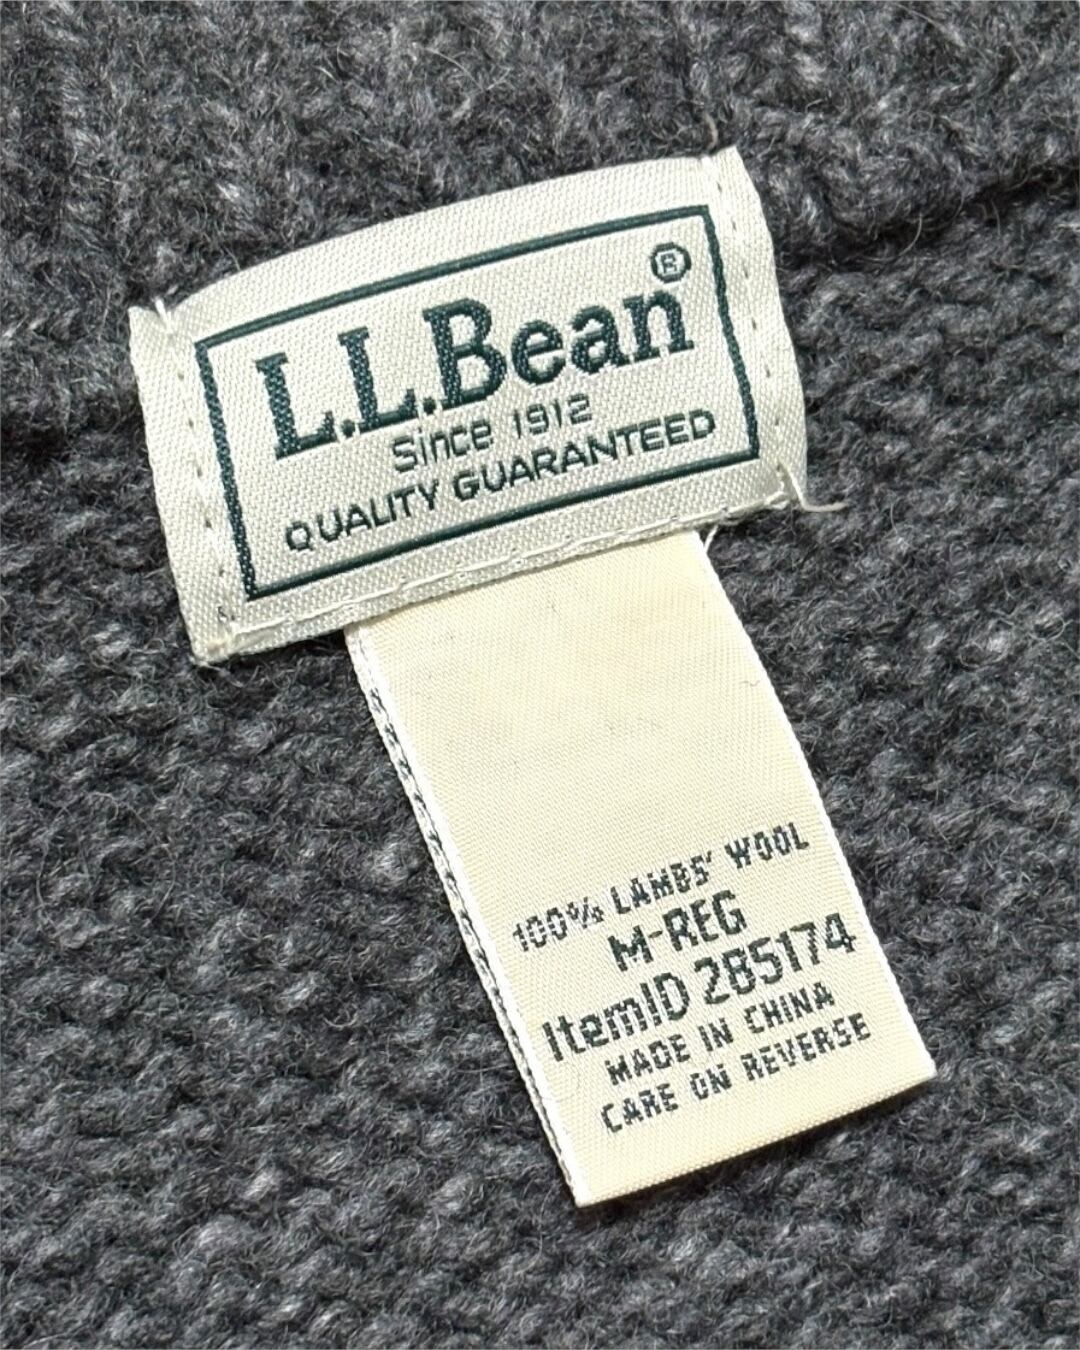 L.L.Bean®
Since 1912
QUALITY GUARANTEED
100% LAMBS' WOOL
M-REG
ItemID 285174
MADE IN CHINA
CARE ON REVERSE